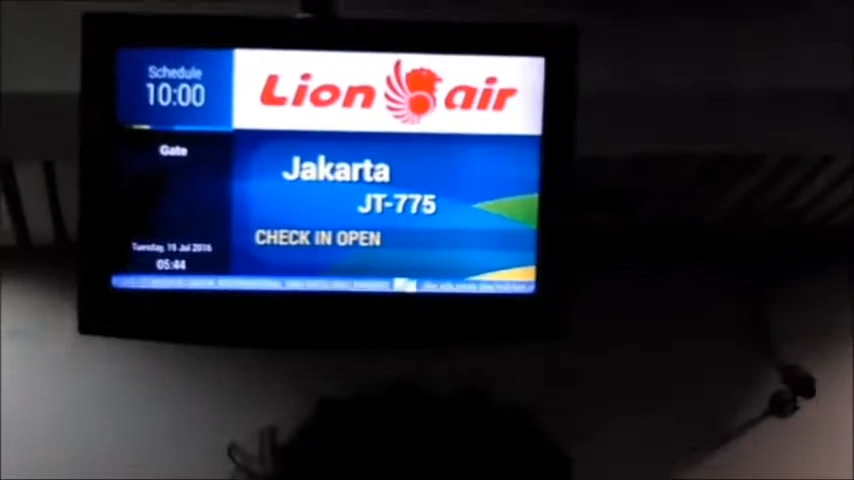 Schedule
10:00
Lion air
Gate
Jakarta
JT-775
CHECK IN OPEN
Tuesday, 19 Jul 2016
05:44